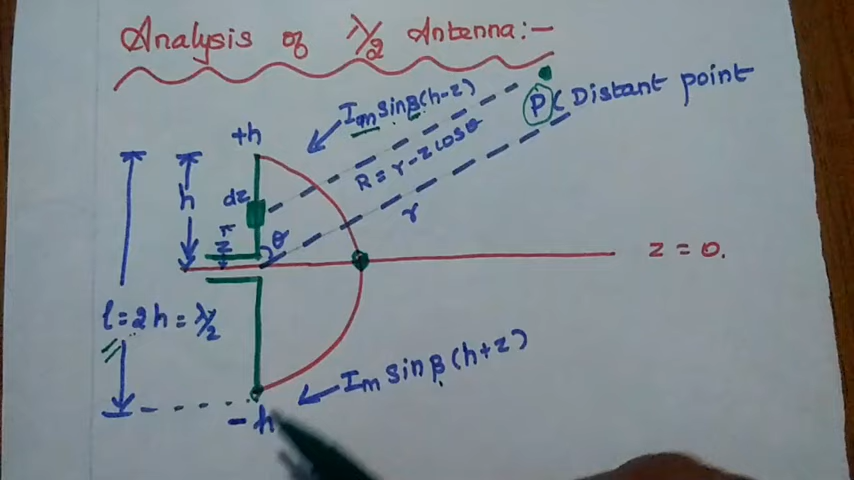 Analysis of λ/2 Antenna:-
Im sinβ(h-z)
P (Distant point
+h
R = r - z cosθ
h
dz
r
z
θ
z = 0.
l = 2h = λ/2
Im sinβ(h+z)
-h